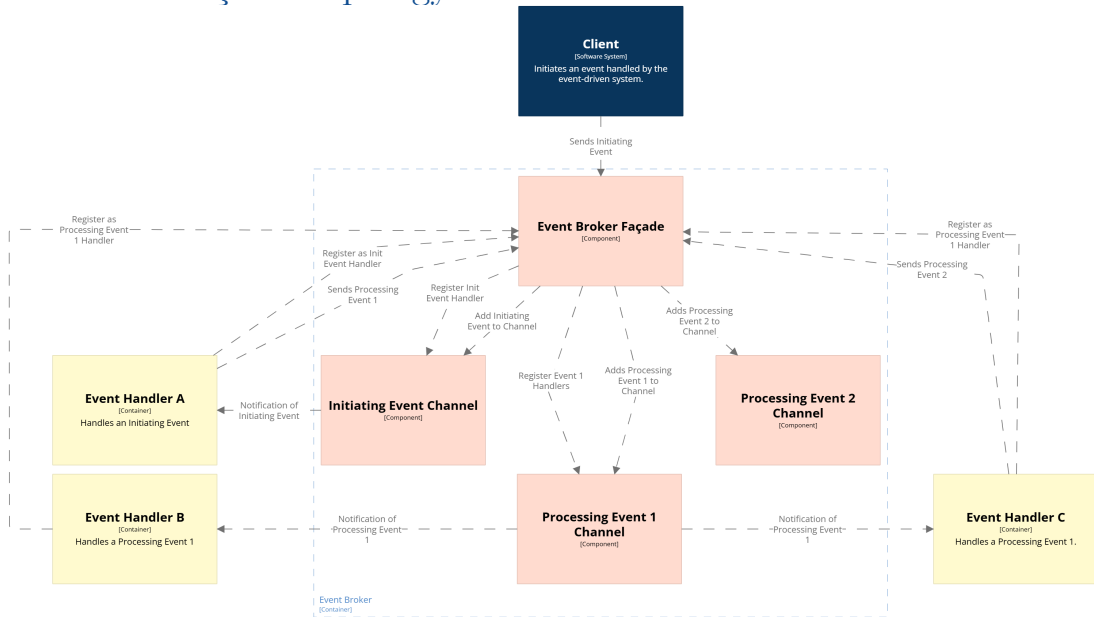 Client
[Software System]
Initiates an event handled by the
event-driven system.
Sends Initiating
Event
Event Broker Façade
[Component]
Register as
Processing Event
1 Handler
Register as
Processing Event
1 Handler
Register as Init
Event Handler
Sends Processing
Event 2
Sends Processing
Event 1
Register Init
Event Handler
Add Initiating
Event to Channel
Adds Processing
Event 2 to
Channel
Register Event 1
Handlers
Adds Processing
Event 1 to
Channel
Event Handler A
[Container]
Handles an Initiating Event
Notification of
Initiating Event
Initiating Event Channel
[Component]
Processing Event 2
Channel
[Component]
Event Handler B
[Container]
Handles a Processing Event 1
Notification of
Processing Event
1
Processing Event 1
Channel
[Component]
Notification of
Processing Event
1
Event Handler C
[Container]
Handles a Processing Event 1.
Event Broker
[Container]